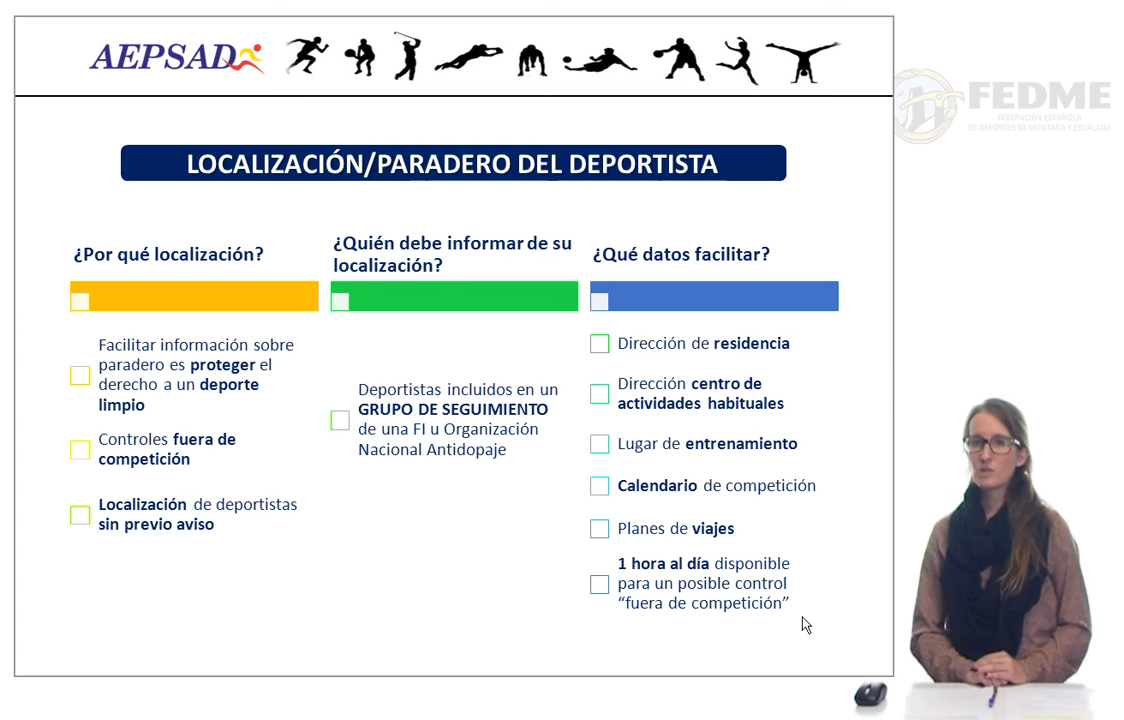 AEPSAD
FEDME
FEDERACIÓN ESPAÑOLA
DE DEPORTES DE MONTAÑA Y ESCALADA
LOCALIZACIÓN/PARADERO DEL DEPORTISTA
¿Por qué localización?
Facilitar información sobre
paradero es proteger el
derecho a un deporte
limpio
Controles fuera de
competición
Localización de deportistas
sin previo aviso
¿Quién debe informar de su
localización?
Deportistas incluidos en un
GRUPO DE SEGUIMIENTO
de una FI u Organización
Nacional Antidopaje
¿Qué datos facilitar?
Dirección de residencia
Dirección centro de
actividades habituales
Lugar de entrenamiento
Calendario de competición
Planes de viajes
1 hora al día disponible
para un posible control
“fuera de competición”